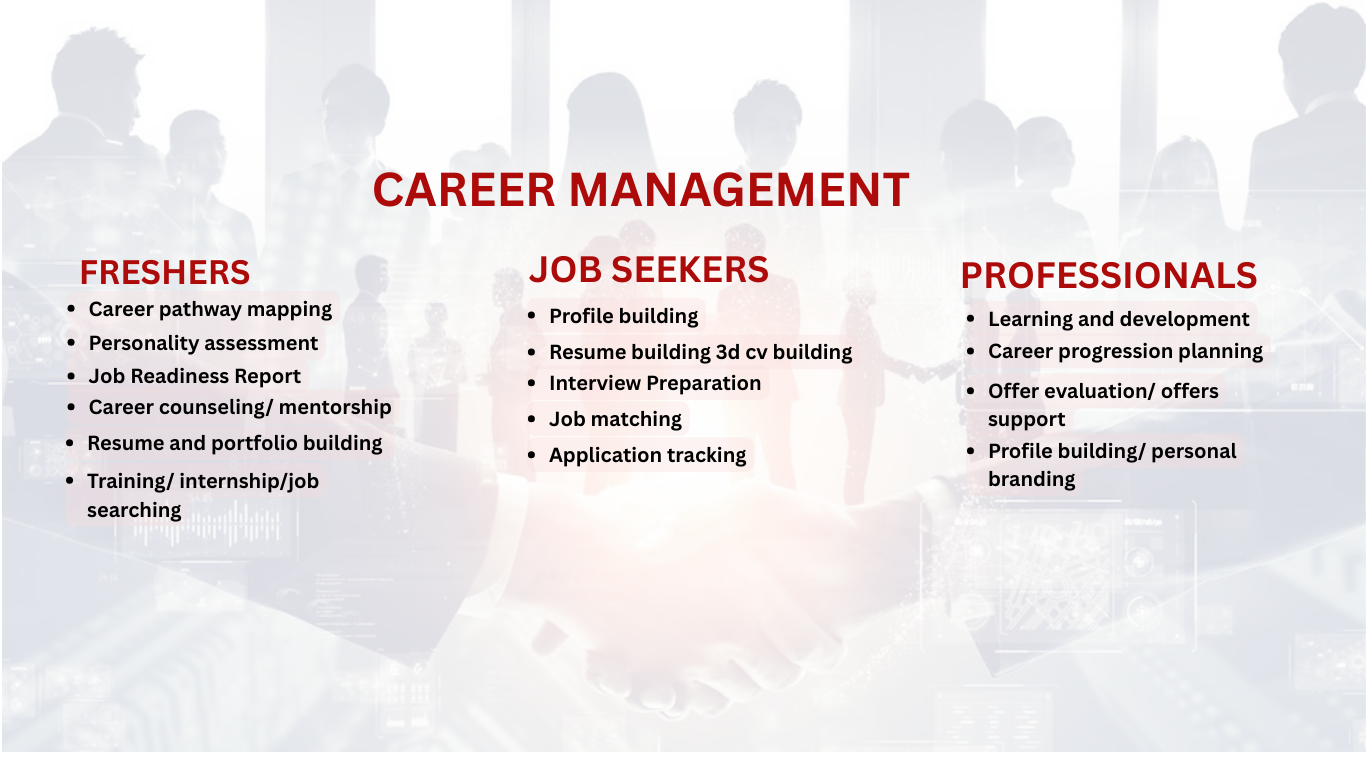 CAREER MANAGEMENT
FRESHERS
• Career pathway mapping
• Personality assessment
• Job Readiness Report
• Career counseling/ mentorship
• Resume and portfolio building
• Training/ internship/job
searching
JOB SEEKERS
• Profile building
• Resume building 3d cv building
• Interview Preparation
• Job matching
• Application tracking
PROFESSIONALS
• Learning and development
• Career progression planning
• Offer evaluation/ offers
support
• Profile building/ personal
branding